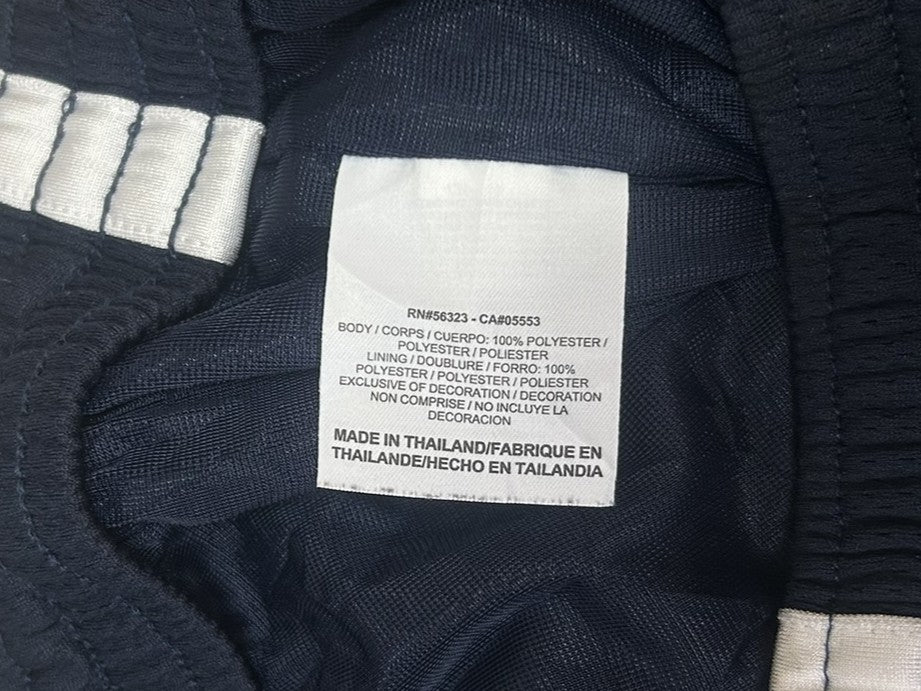 RN#56323 - CA#05553
BODY / CORPS / CUERPO: 100% POLYESTER /
POLYESTER / POLIESTER
LINING / DOUBLURE / FORRO: 100%
POLYESTER / POLYESTER / POLIESTER
EXCLUSIVE OF DECORATION / DECORATION
NON COMPRISE / NO INCLUYE LA
DECORACION
MADE IN THAILAND/FABRIQUE EN
THAILANDE/HECHO EN TAILANDIA